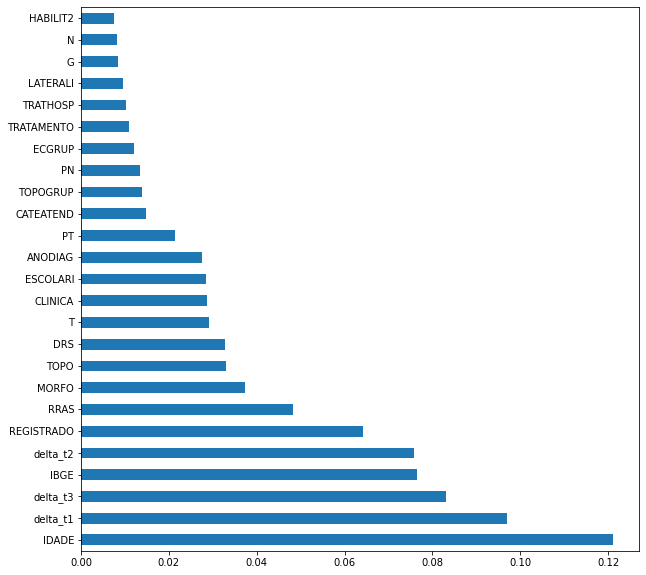 HABILIT2
N
G
LATERALI
TRATHOSP
TRATAMENTO
ECGRUP
PN
TOPOGRUP
CATEATEND
PT
ANODIAG
ESCOLARI
CLINICA
T
DRS
TOPO
MORFO
RRAS
REGISTRADO
delta_t2
IBGE
delta_t3
delta_t1
IDADE
0.00 0.02 0.04 0.06 0.08 0.10 0.12